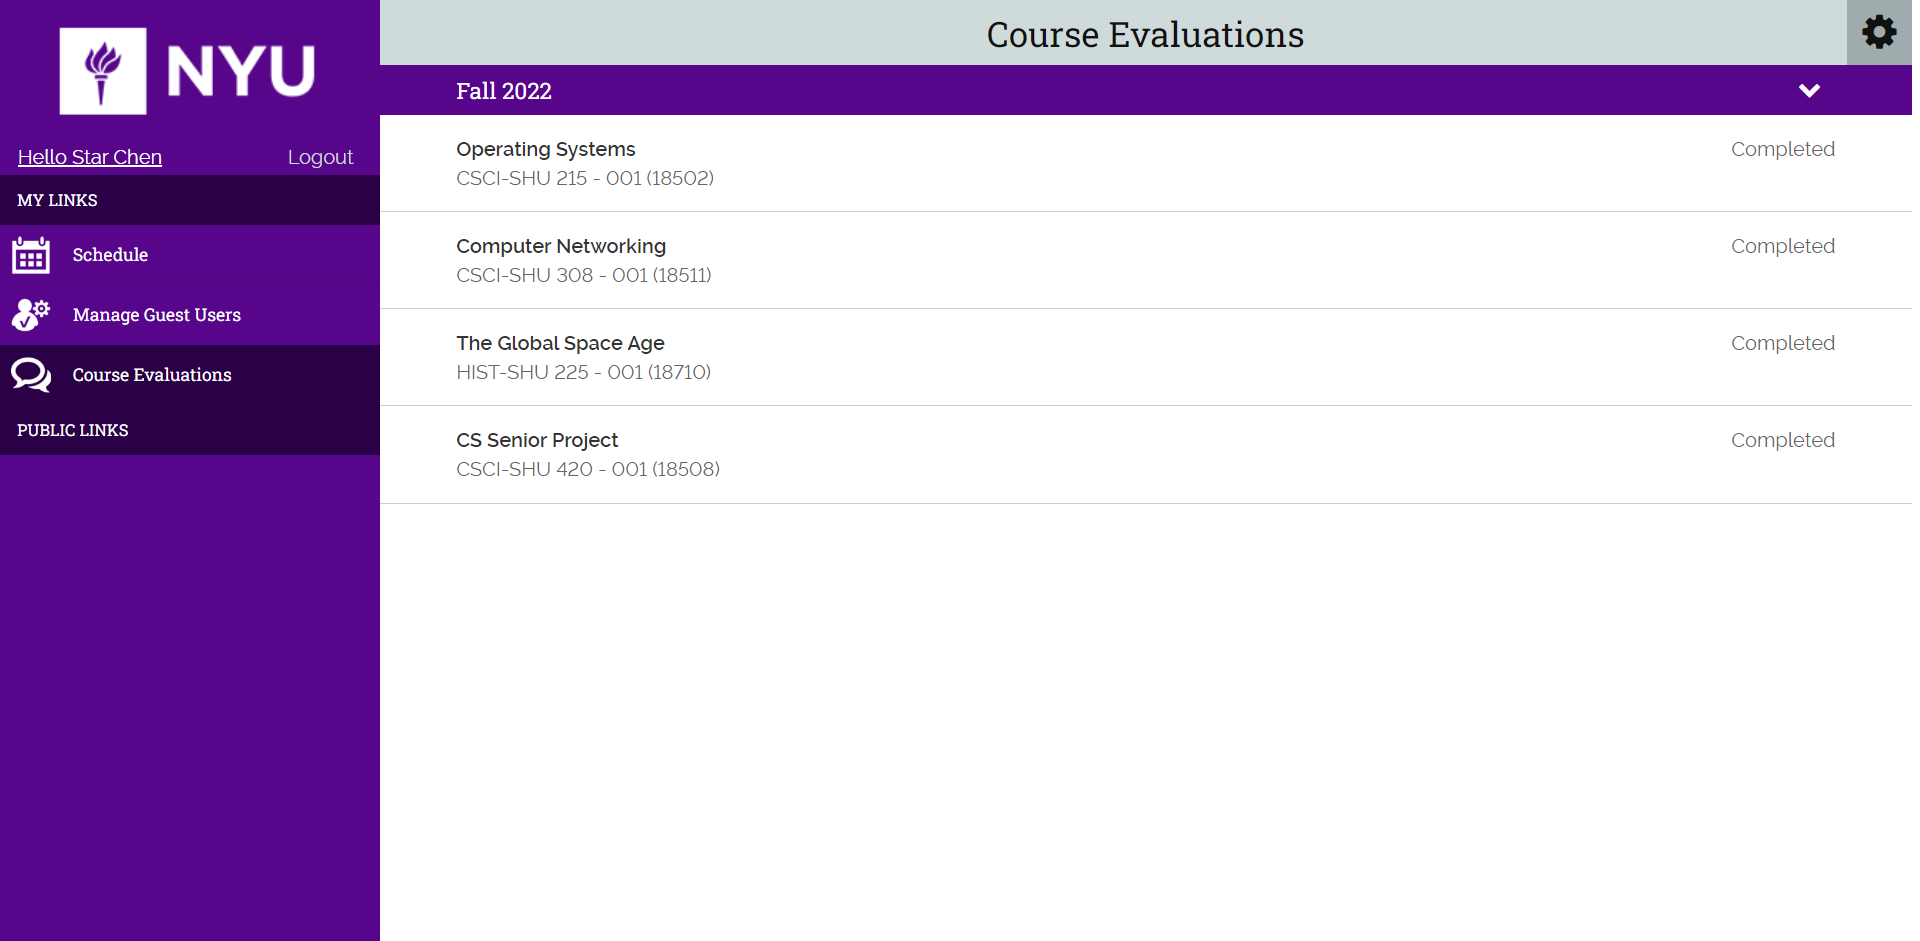 NYU
Hello Star Chen
Logout
MY LINKS
Schedule
Manage Guest Users
Course Evaluations
PUBLIC LINKS
Course Evaluations
Fall 2022
Operating Systems
Completed
CSCI-SHU 215 - 001 (18502)
Computer Networking
Completed
CSCI-SHU 308 - 001 (18511)
The Global Space Age
Completed
HIST-SHU 225 - 001 (18710)
CS Senior Project
Completed
CSCI-SHU 420 - 001 (18508)